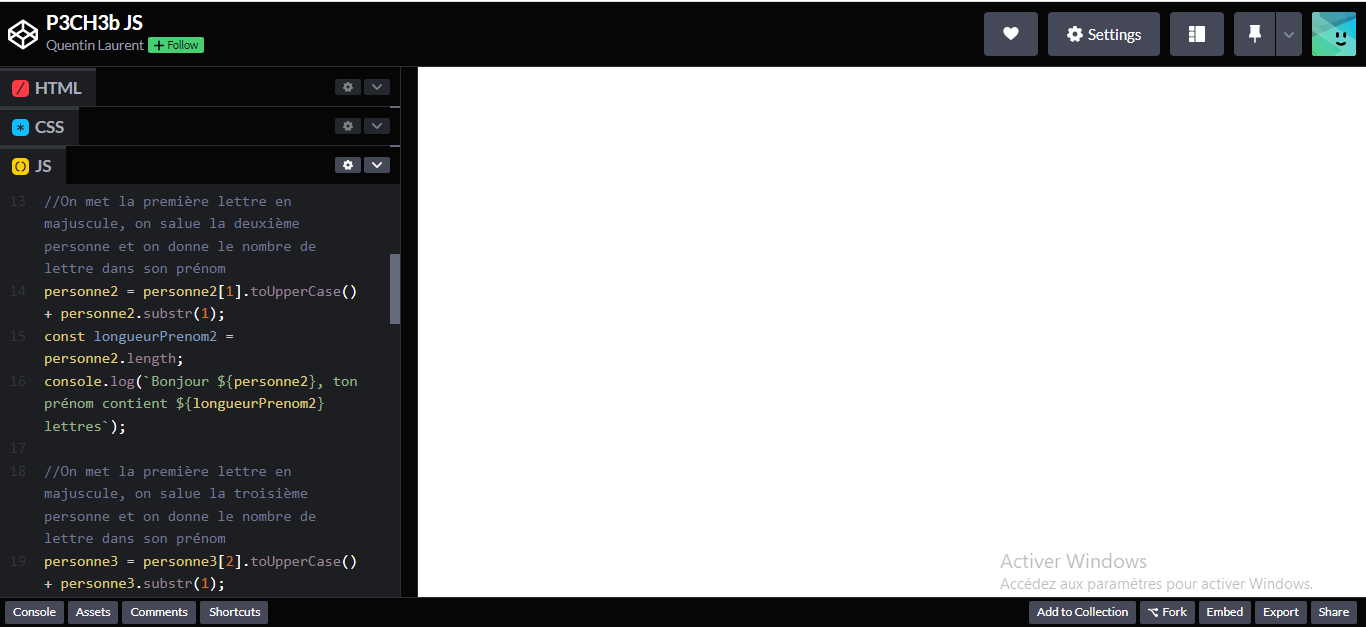 P3CH3b JS
Quentin Laurent + Follow
Settings
/ HTML
* CSS
() JS
13 //On met la première lettre en
majuscule, on salue la deuxième
personne et on donne le nombre de
lettre dans son prénom
14 personne2 = personne2[1].toUpperCase()
+ personne2.substr(1);
15 const longueurPrenom2 =
personne2.length;
16 console.log(`Bonjour ${personne2}, ton
prénom contient ${longueurPrenom2}
lettres`);
17
18 //On met la première lettre en
majuscule, on salue la troisième
personne et on donne le nombre de
lettre dans son prénom
19 personne3 = personne3[2].toUpperCase()
+ personne3.substr(1);
Activer Windows
Accédez aux paramètres pour activer Windows.
Console Assets Comments Shortcuts Add to Collection Fork Embed Export Share